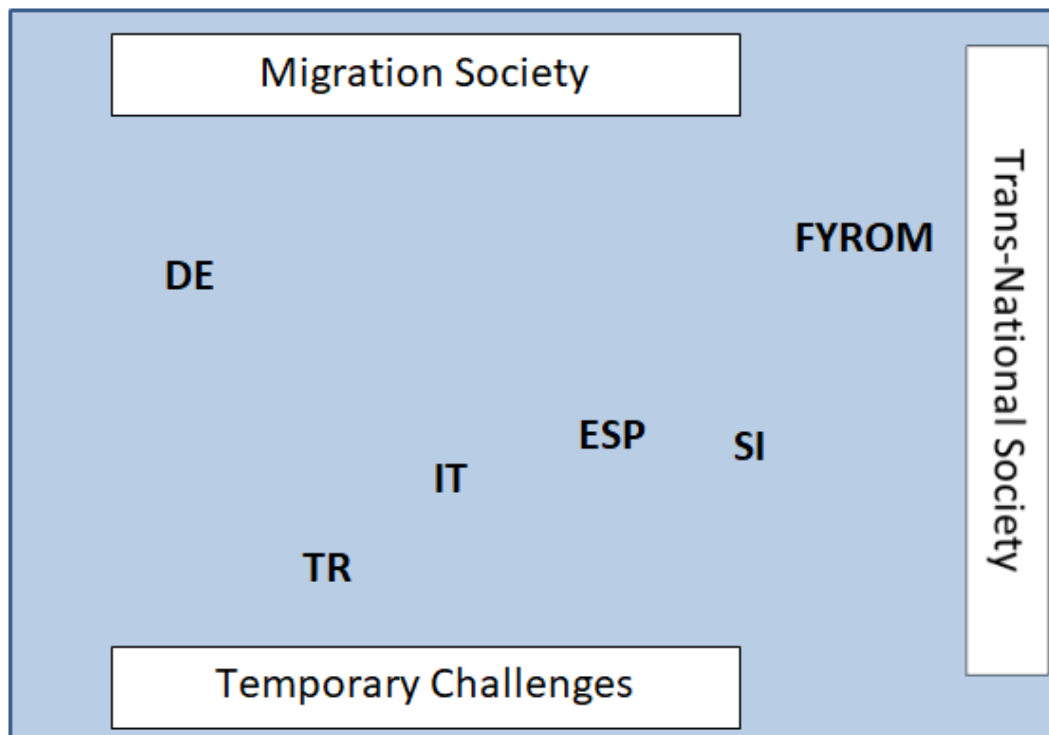 Migration Society
Trans-National Society
FYROM
DE
ESP
SI
IT
TR
Temporary Challenges